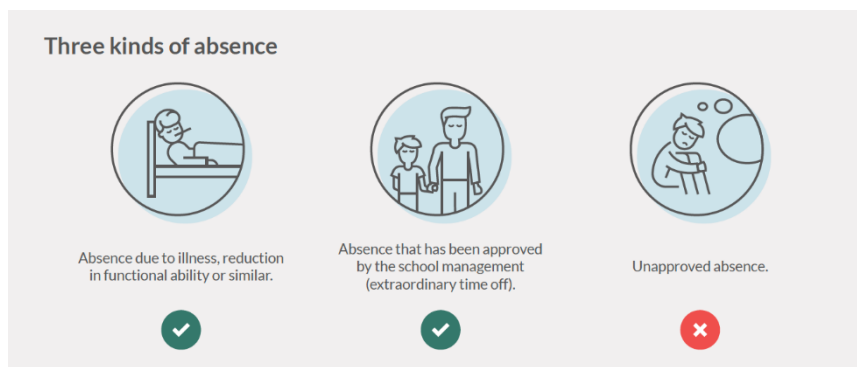 Three kinds of absence
Absence due to illness, reduction
in functional ability or similar.
Absence that has been approved
by the school management
(extraordinary time off).
Unapproved absence.